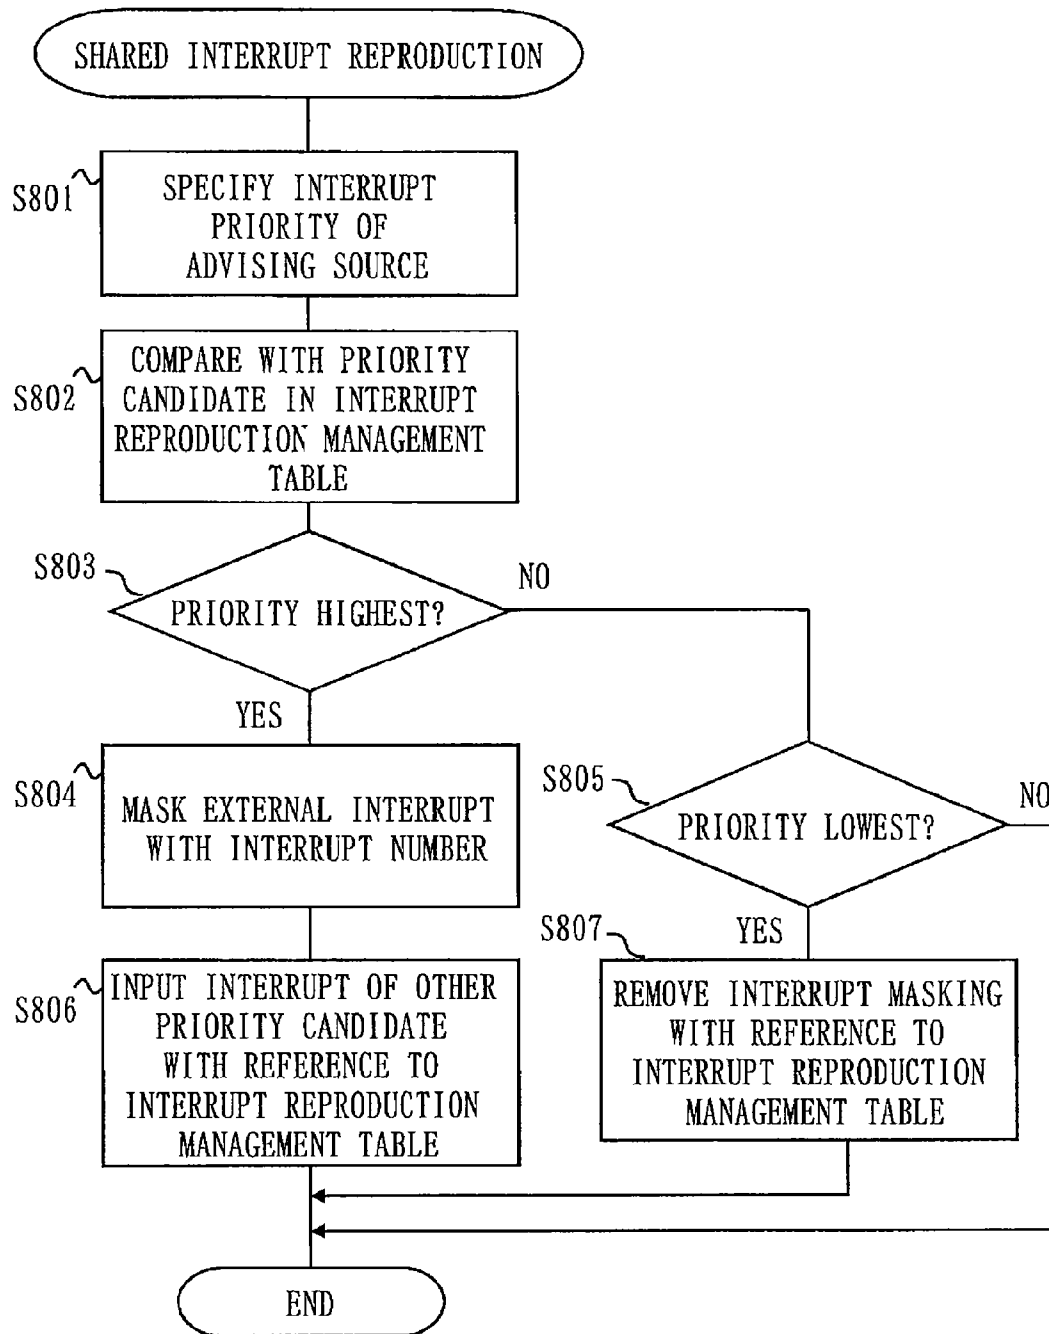 SHARED INTERRUPT REPRODUCTION
S801
SPECIFY INTERRUPT
PRIORITY OF
ADVISING SOURCE
S802
COMPARE WITH PRIORITY
CANDIDATE IN INTERRUPT
REPRODUCTION MANAGEMENT
TABLE
S803
PRIORITY HIGHEST?
NO
YES
S804
MASK EXTERNAL INTERRUPT
WITH INTERRUPT NUMBER
S805
PRIORITY LOWEST?
NO
YES
S806
INPUT INTERRUPT OF OTHER
PRIORITY CANDIDATE
WITH REFERENCE TO
INTERRUPT REPRODUCTION
MANAGEMENT TABLE
S807
REMOVE INTERRUPT MASKING
WITH REFERENCE TO
INTERRUPT REPRODUCTION
MANAGEMENT TABLE
END